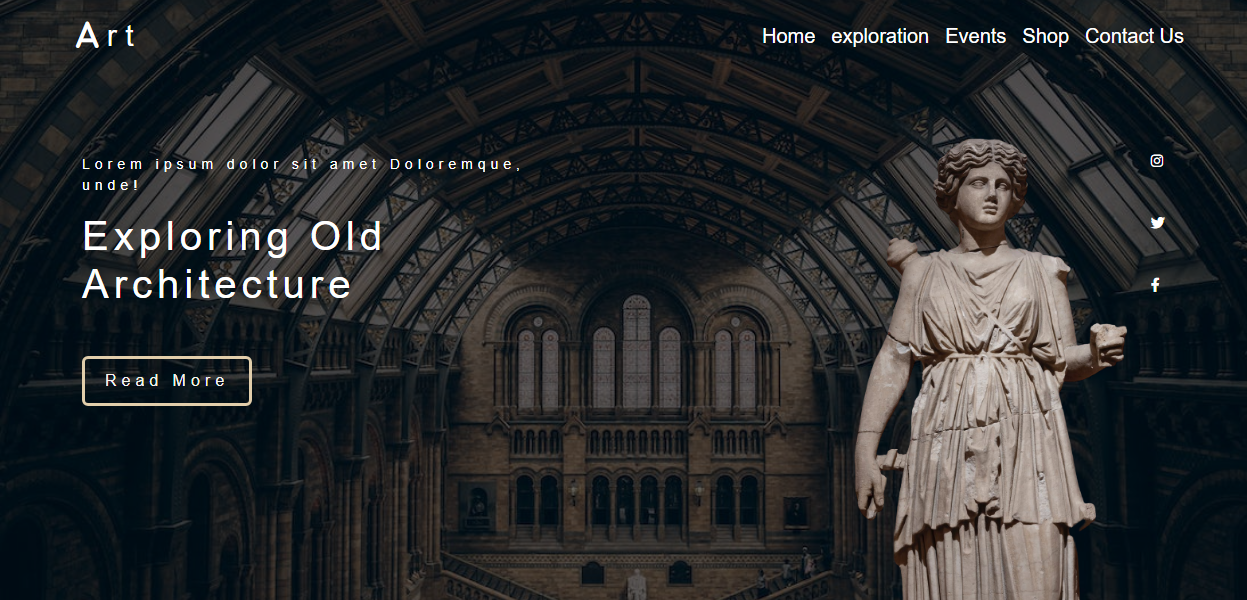 Art
Home exploration Events Shop Contact Us
Lorem ipsum dolor sit amet Doloremque,
unde!
Exploring Old
Architecture
Read More